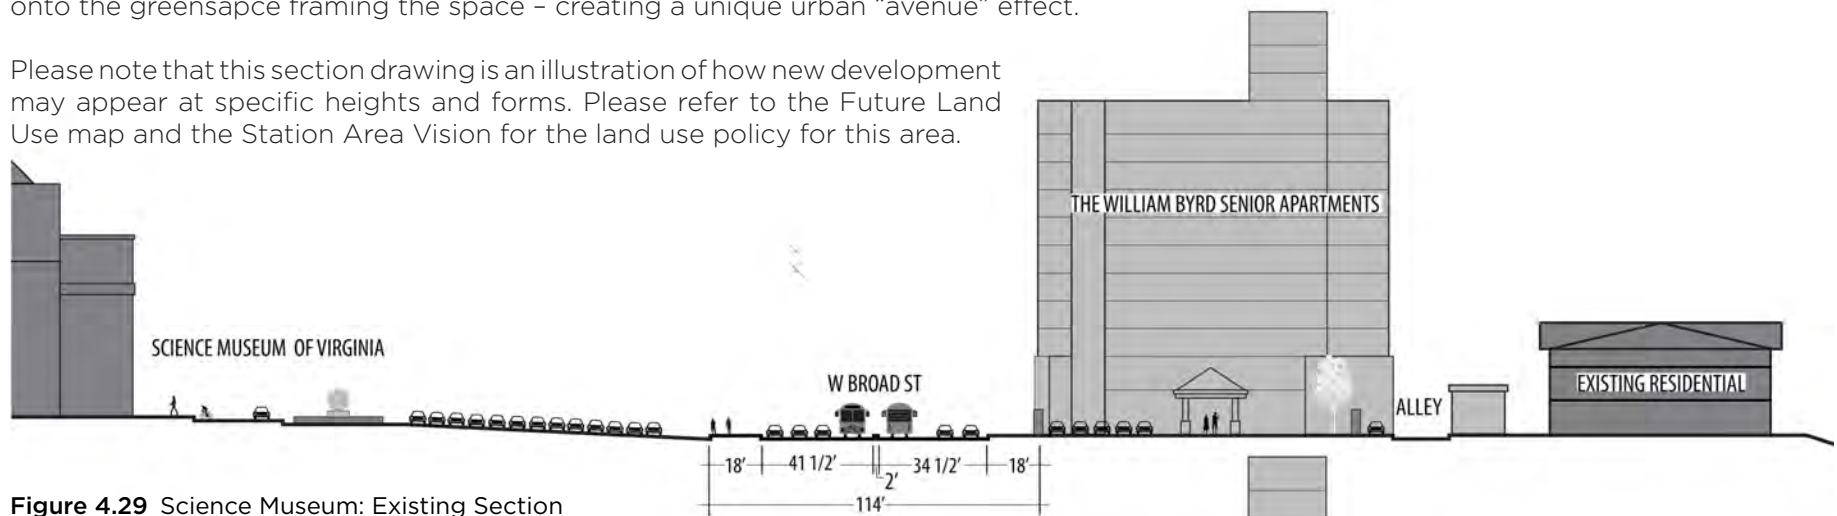 onto the greensapce framing the space – creating a unique urban “avenue” effect.
Please note that this section drawing is an illustration of how new development
may appear at specific heights and forms. Please refer to the Future Land
Use map and the Station Area Vision for the land use policy for this area.
THE WILLIAM BYRD SENIOR APARTMENTS
SCIENCE MUSEUM OF VIRGINIA
W BROAD ST
EXISTING RESIDENTIAL
ALLEY
18' 41 1/2' 34 1/2' 18'
2'
114'
Figure 4.29 Science Museum: Existing Section